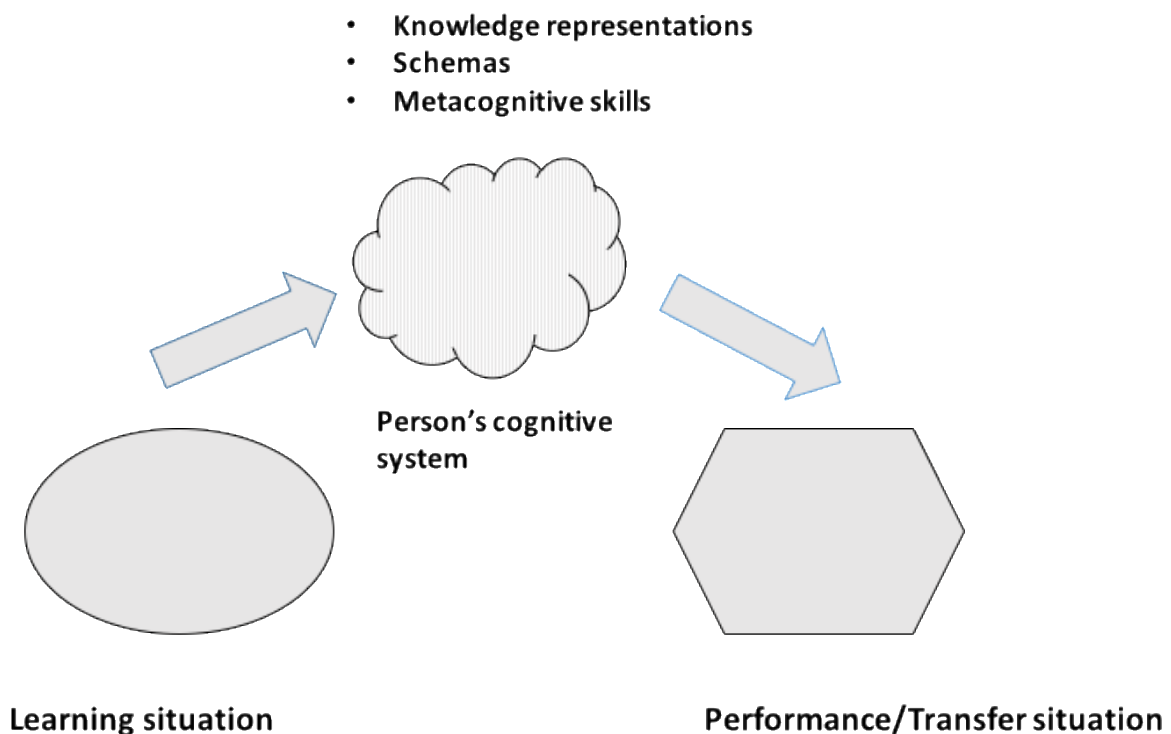 • Knowledge representations
• Schemas
• Metacognitive skills
Person’s cognitive
system
Learning situation
Performance/Transfer situation